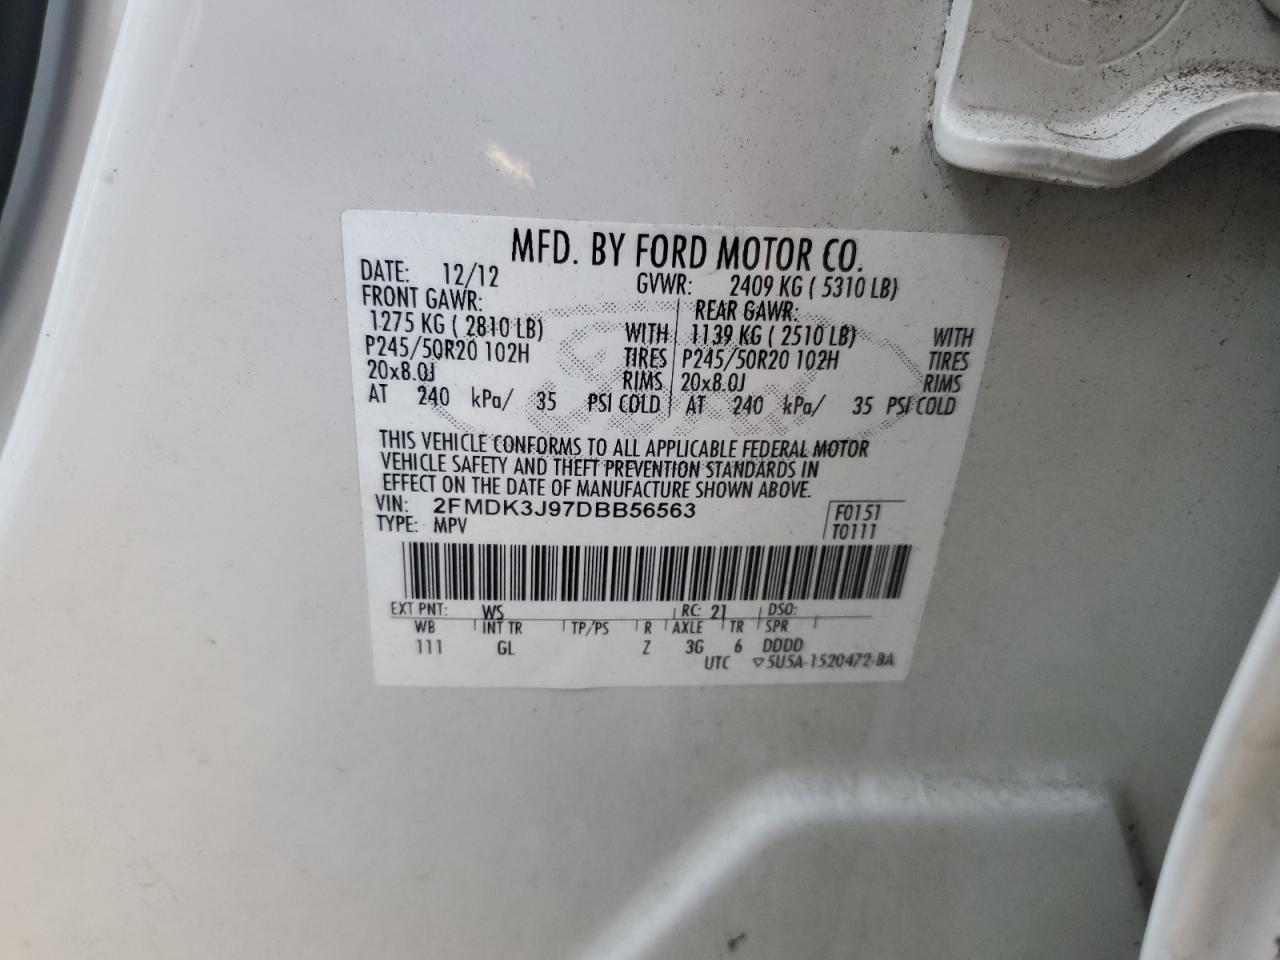 MFD. BY FORD MOTOR CO.
DATE: 12/12 GVWR: 2409 KG ( 5310 LB)
FRONT GAWR: REAR GAWR:
1275 KG ( 2810 LB) WITH 1139 KG ( 2510 LB) WITH
P245/50R20 102H TIRES P245/50R20 102H TIRES
20x8.0J RIMS 20x8.0J RIMS
AT 240 kPa/ 35 PSI COLD AT 240 kPa/ 35 PSI COLD
THIS VEHICLE CONFORMS TO ALL APPLICABLE FEDERAL MOTOR
VEHICLE SAFETY AND THEFT PREVENTION STANDARDS IN
EFFECT ON THE DATE OF MANUFACTURE SHOWN ABOVE.
VIN: 2FMDK3J97DBB56563 F0151
TYPE: MPV T0111
EXT PNT: WS RC: 21 DSO:
WB INT TR TP/PS R AXLE TR SPR
111 GL Z 3G 6 DDDD
UTC ▽5U5A-1520472-BA